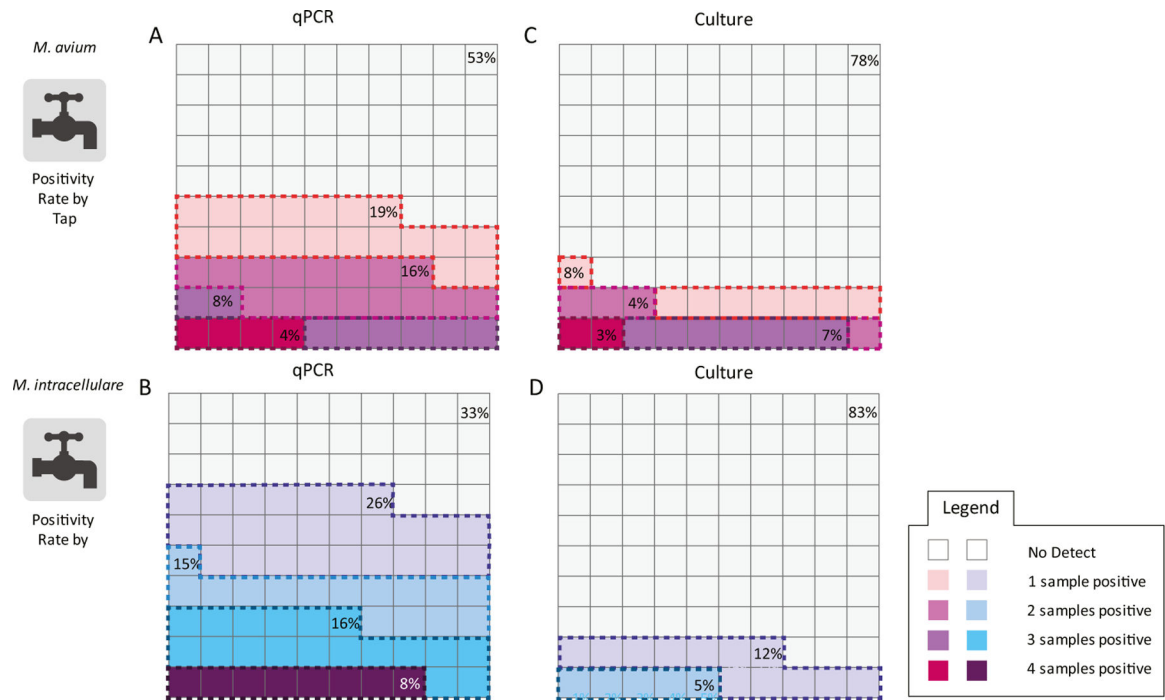 qPCR
Culture
M. avium
A
C
53%
78%
Positivity
Rate by
Tap
19%
16%
8%
8%
4%
4%
3%
7%
M. intracellulare
B
qPCR
D
Culture
33%
83%
Positivity
Rate by
26%
15%
16%
12%
8%
5%
Legend
No Detect
1 sample positive
2 samples positive
3 samples positive
4 samples positive